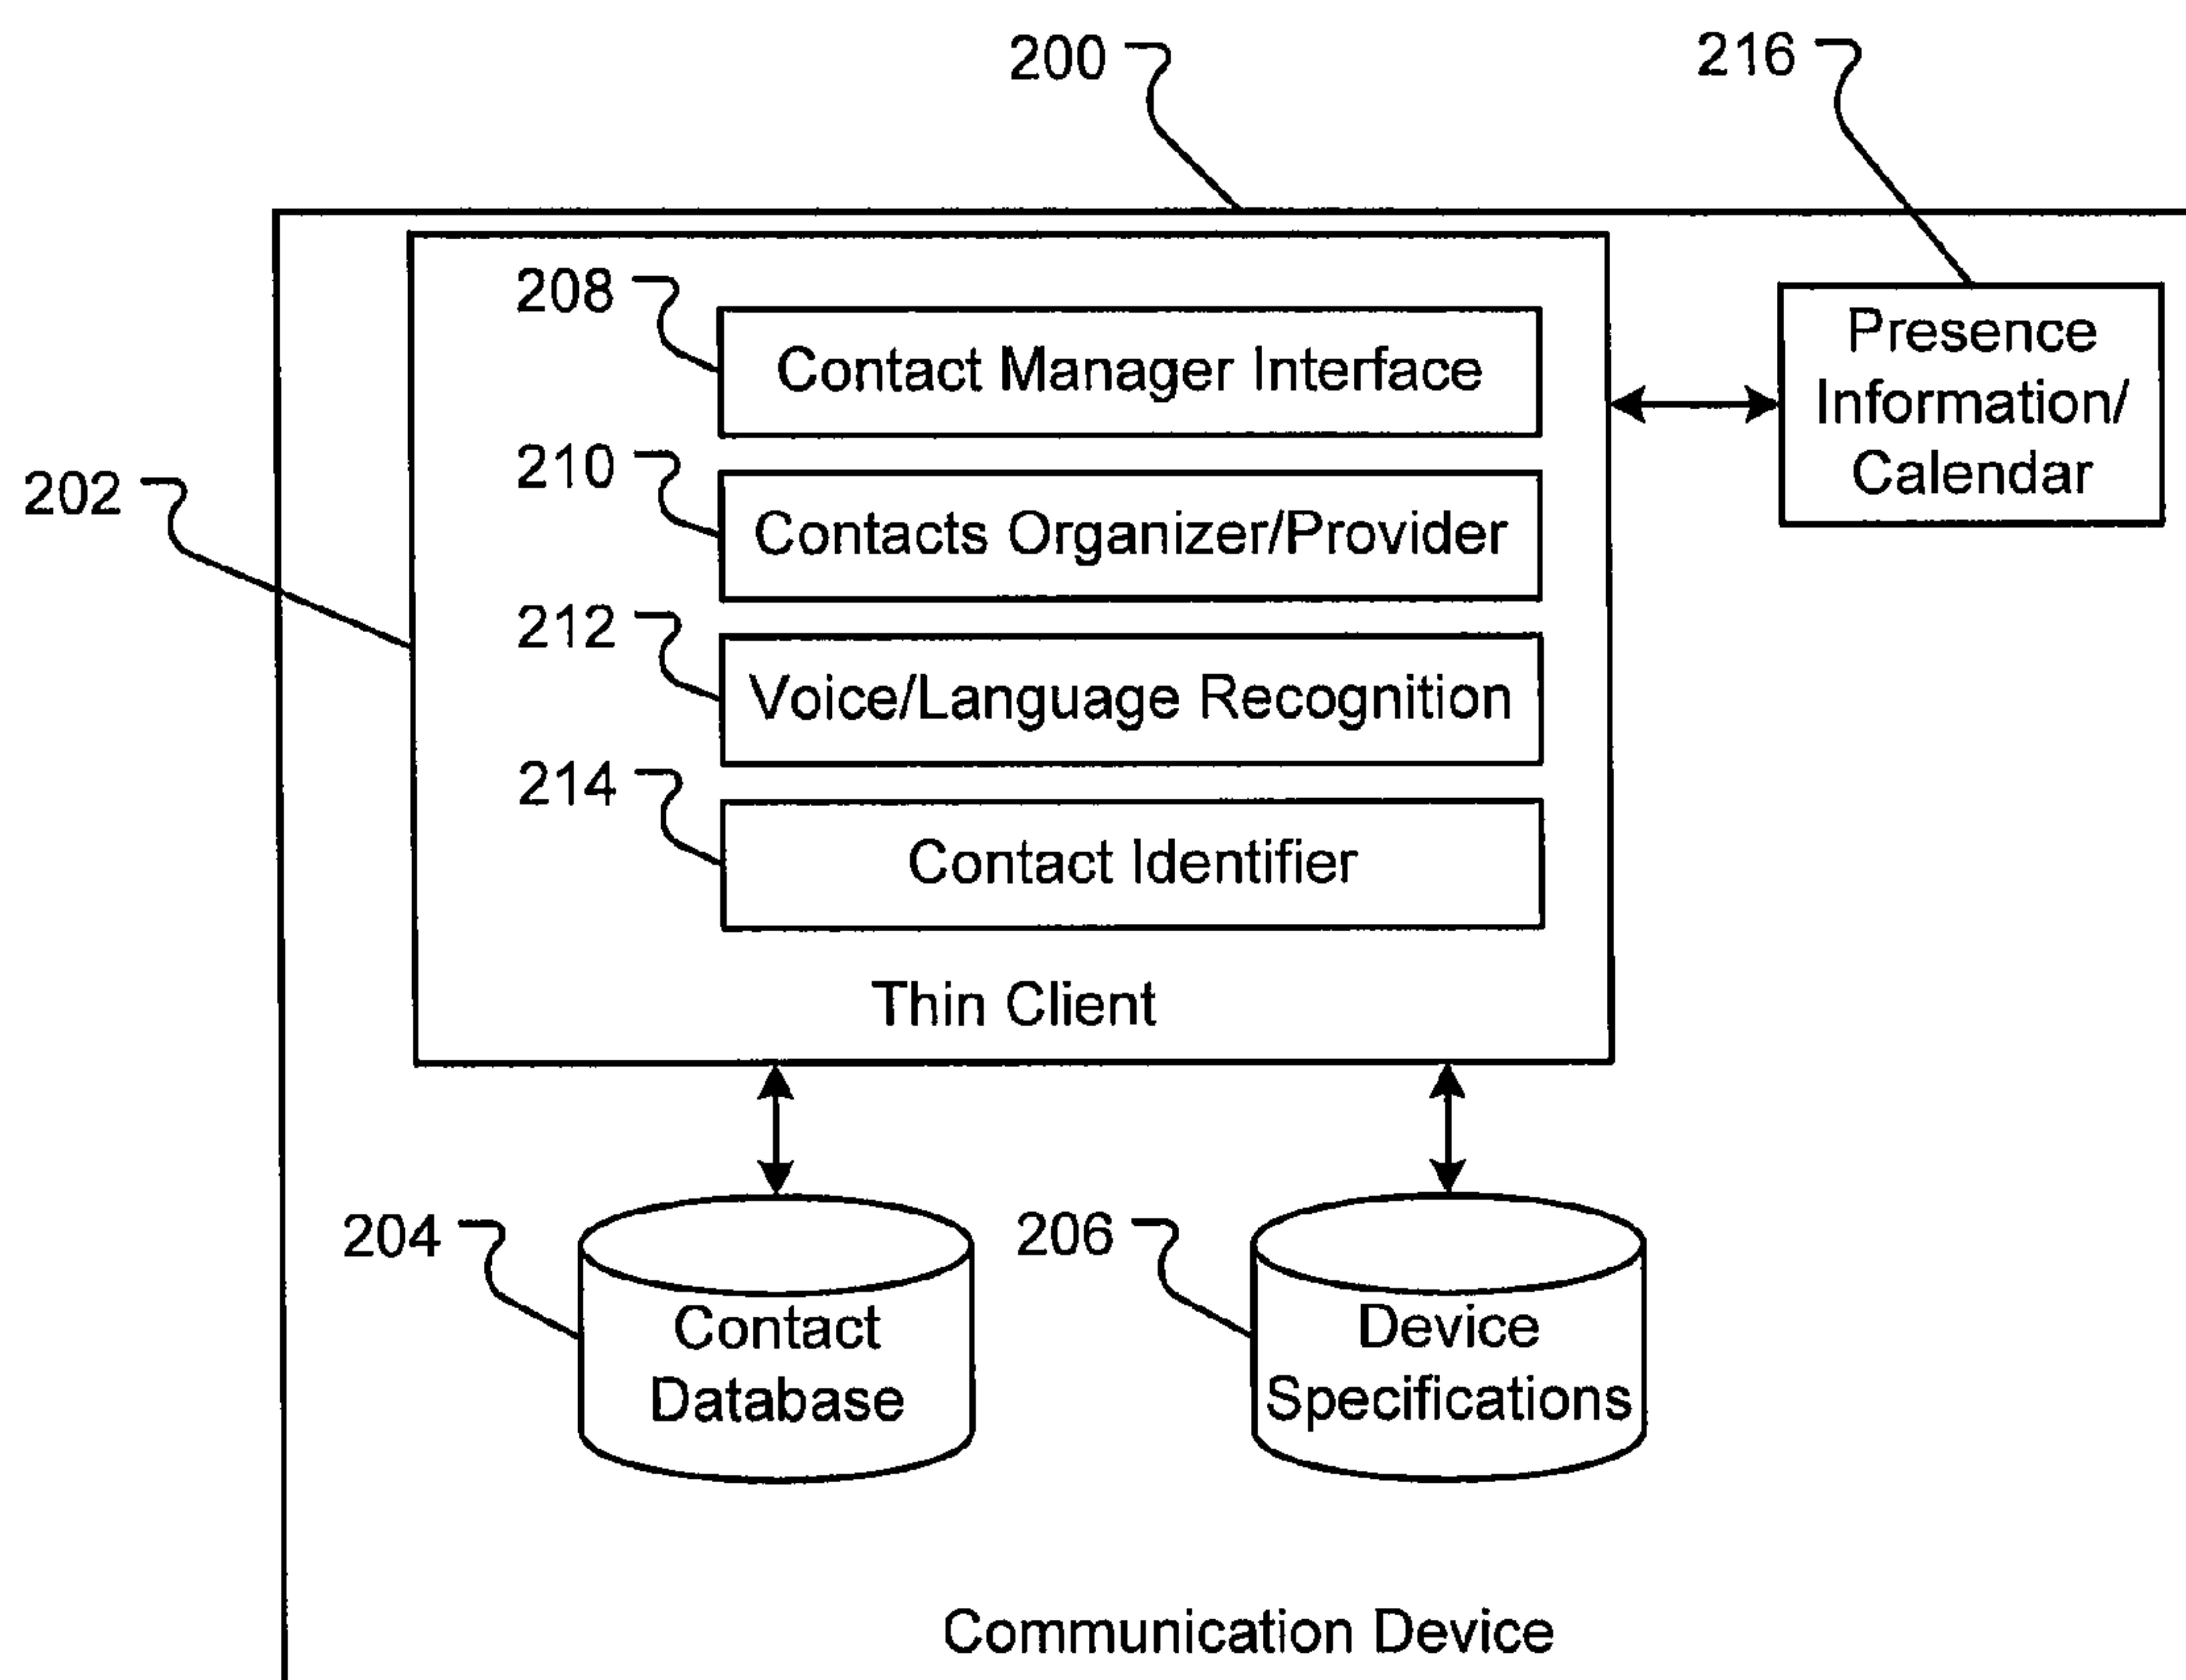 200
216
208
Contact Manager Interface
Presence
Information/
Calendar
210
Contacts Organizer/Provider
202
212
Voice/Language Recognition
214
Contact Identifier
Thin Client
204
Contact
Database
206
Device
Specifications
Communication Device